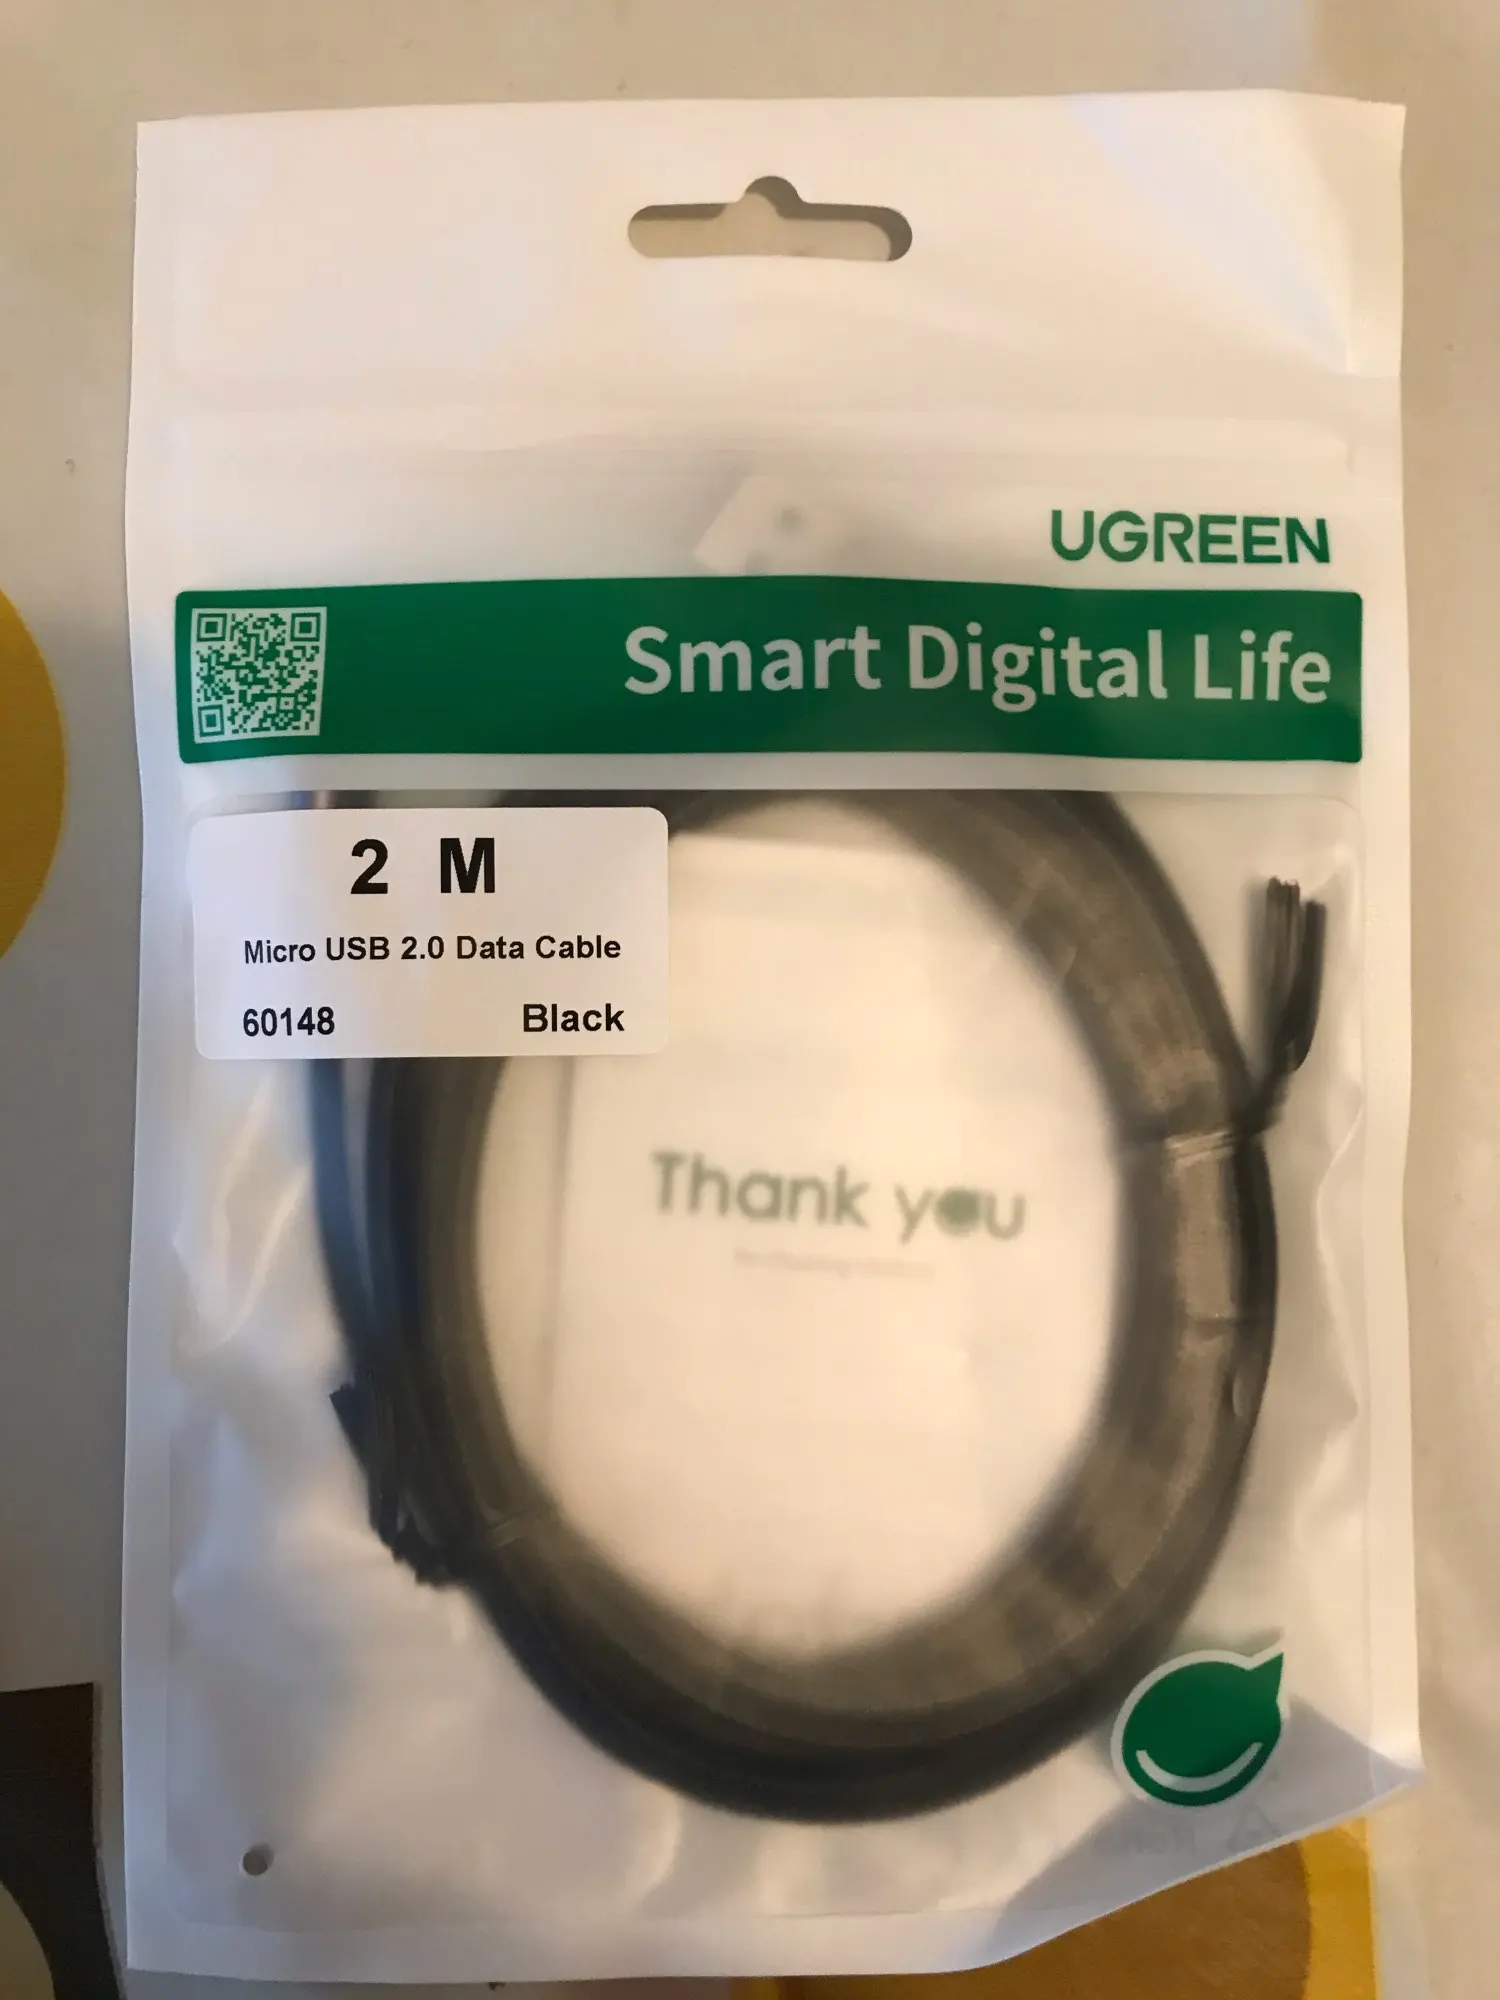 UGREEN
Smart Digital Life
2 M
Micro USB 2.0 Data Cable
60148 Black
Thank you